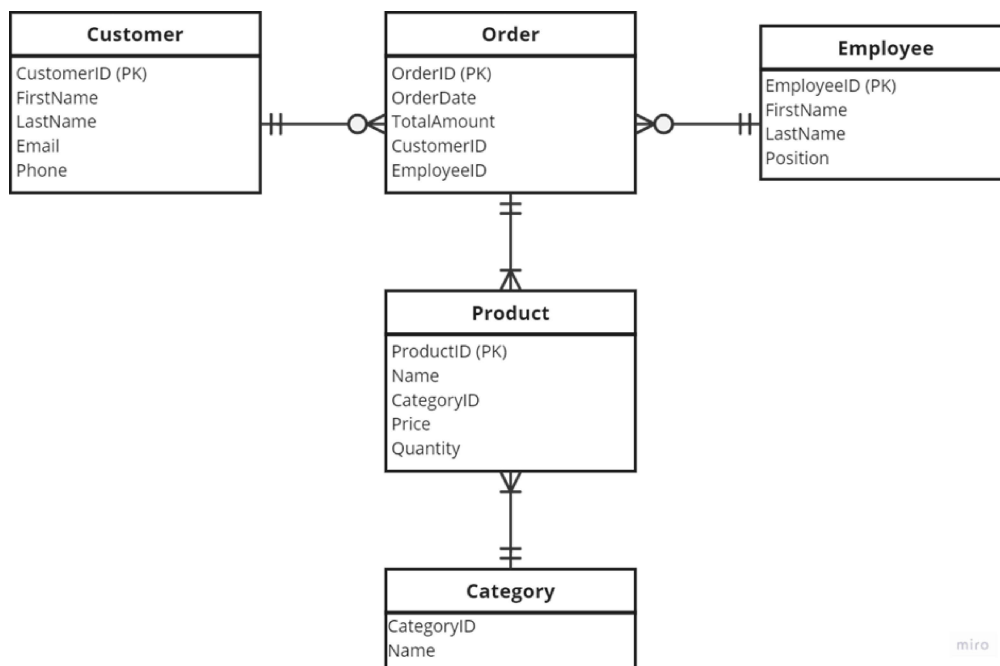 Customer
CustomerID (PK)
FirstName
LastName
Email
Phone
Order
OrderID (PK)
OrderDate
TotalAmount
CustomerID
EmployeeID
Employee
EmployeeID (PK)
FirstName
LastName
Position
Product
ProductID (PK)
Name
CategoryID
Price
Quantity
Category
CategoryID
Name
miro